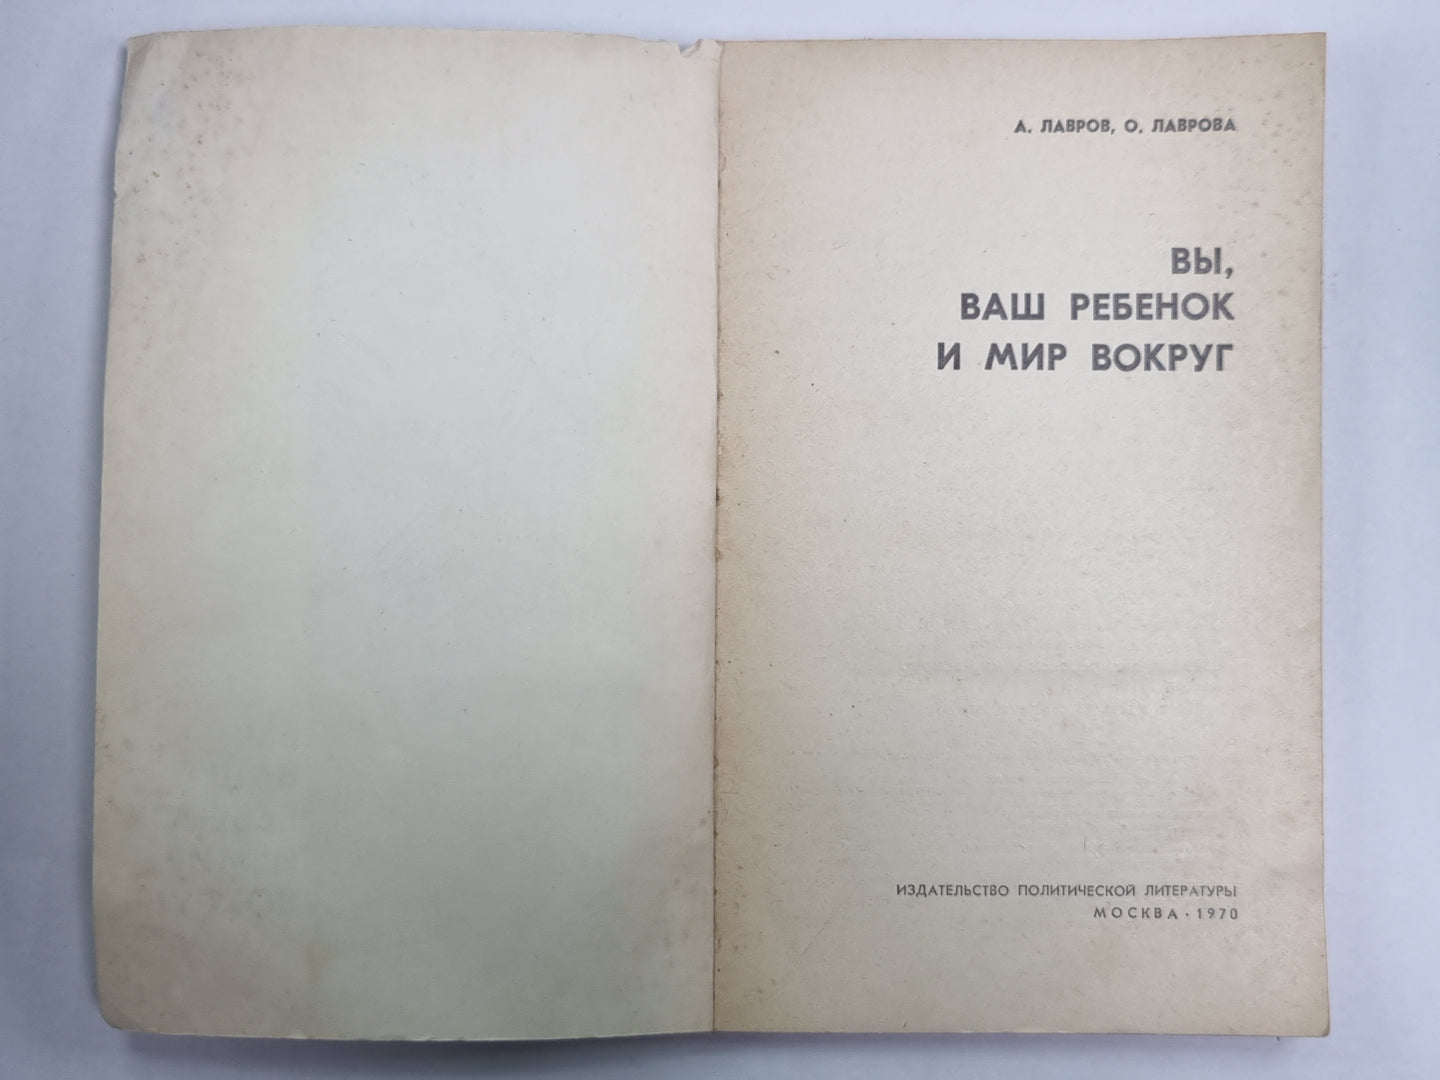 А. ЛАВРОВ, О. ЛАВРОВА
ВЫ,
ВАШ РЕБЕНОК
И МИР ВОКРУГ
ИЗДАТЕЛЬСТВО ПОЛИТИЧЕСКОЙ ЛИТЕРАТУРЫ
МОСКВА · 1970